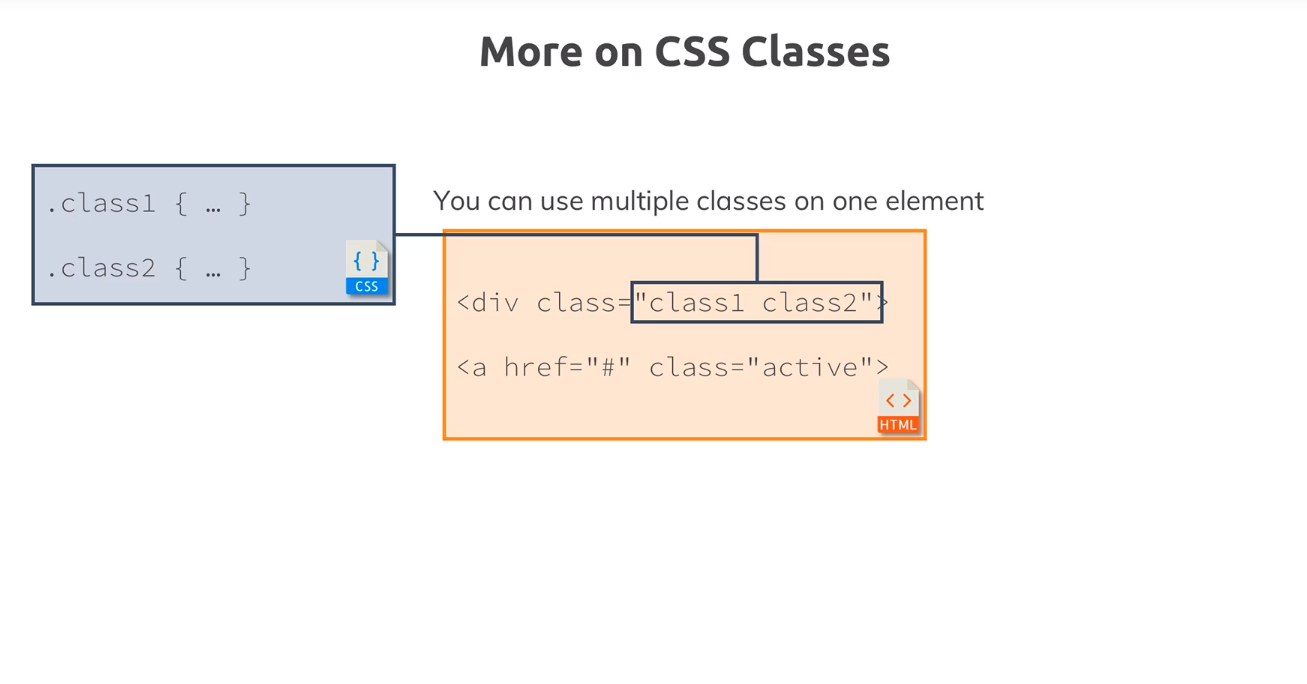 More on CSS Classes
.class1 { … }
.class2 { … }
{ }
CSS
You can use multiple classes on one element
<div class="class1 class2">
<a href="#" class="active">
< >
HTML